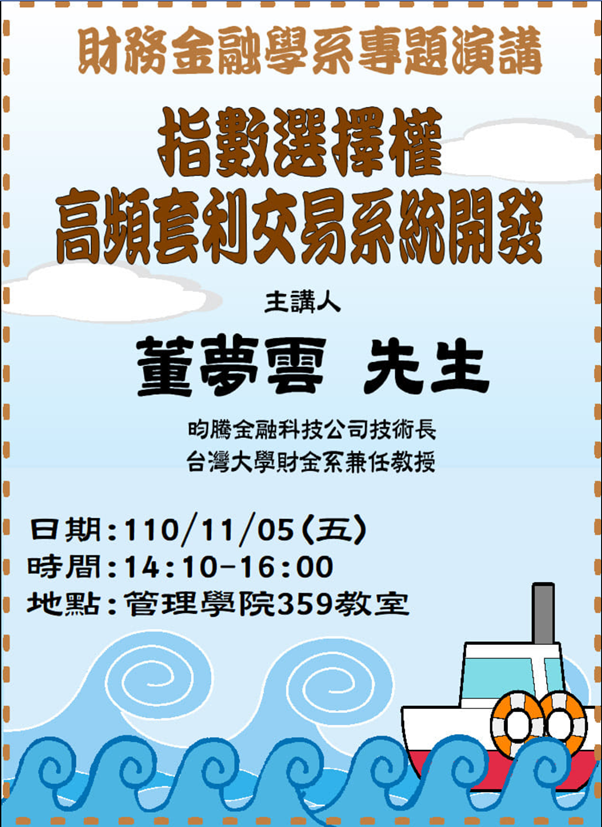 財務金融學系專題演講
指數選擇權
高頻套利交易系統開發
主講人
董夢雲 先生
昀騰金融科技公司技術長
台灣大學財金系兼任教授
日期:110/11/05(五)
時間:14:10-16:00
地點:管理學院359教室